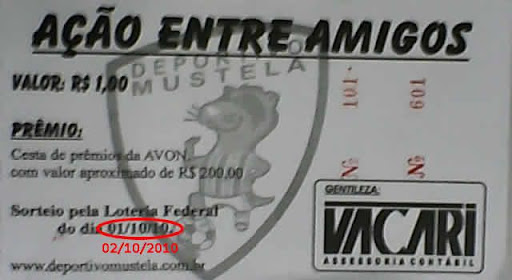 AÇÃO ENTRE AMIGOS
DEPORTIVO
MUSTELA
VALOR: R$ 1,00
Nº 101
Nº 601
PRÊMIO:
Cesta de prêmios da AVON.
com valor aproximado de R$ 200,00
Sorteio pela Loteria Federal
do dia 01/10/10.
02/10/2010
www.deportivomustela.com.br
GENTILEZA:
VACARI
ASSESSORIA CONTÁBIL